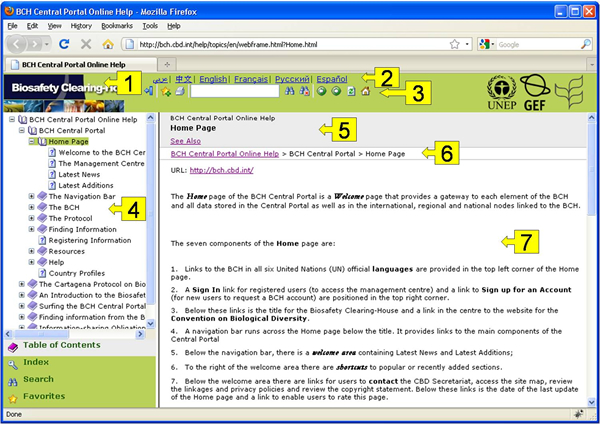 BCH Central Portal Online Help - Mozilla Firefox
File Edit View History Bookmarks Tools Help
http://bch.cbd.int/help/topics/en/webframe.html?Home.html
Google
BCH Central Portal Online Help
1
عربي | 中文 | English | Français | Русский | Español
2
Biosafety Clearing-
3
UNEP GEF
BCH Central Portal Online Help
BCH Central Portal
Home Page
Welcome to the BCH Cen
The Management Centre
Latest News
Latest Additions
The Navigation Bar
The BCH
4
The Protocol
Finding Information
Registering Information
Resources
Help
Country Profiles
The Cartagena Protocol on Bio
An Introduction to the Biosafet
Surfing the BCH Central Portal
Finding information from the B
Information-sharing Obligation
Table of Contents
Index
Search
Favorites
BCH Central Portal Online Help
Home Page
5
See Also
BCH Central Portal Online Help > BCH Central Portal > Home Page
6
URL: http://bch.cbd.int/
The Home page of the BCH Central Portal is a Welcome page that provides a gateway to each element of the BCH
and all data stored in the Central Portal as well as in the international, regional and national nodes linked to the BCH.
7
The seven components of the Home page are:
1. Links to the BCH in all six United Nations (UN) official languages are provided in the top left corner of the Home
page.
2. A Sign In link for registered users (to access the management centre) and a link to Sign up for an Account
(for new users to request a BCH account) are positioned in the top right corner.
3. Below these links is the title for the Biosafety Clearing-House and a link in the centre to the website for the
Convention on Biological Diversity.
4. A navigation bar runs across the Home page below the title. It provides links to the main components of the
Central Portal
5. Below the navigation bar, there is a welcome area containing Latest News and Latest Additions;
6. To the right of the welcome area there are shortcuts to popular or recently added sections.
7. Below the welcome area there are links for users to contact the CBD Secretariat, access the site map, review
the linkages and privacy policies and review the copyright statement. Below these links is the date of the last update
of the Home page and a link to enable users to rate this page.
Done